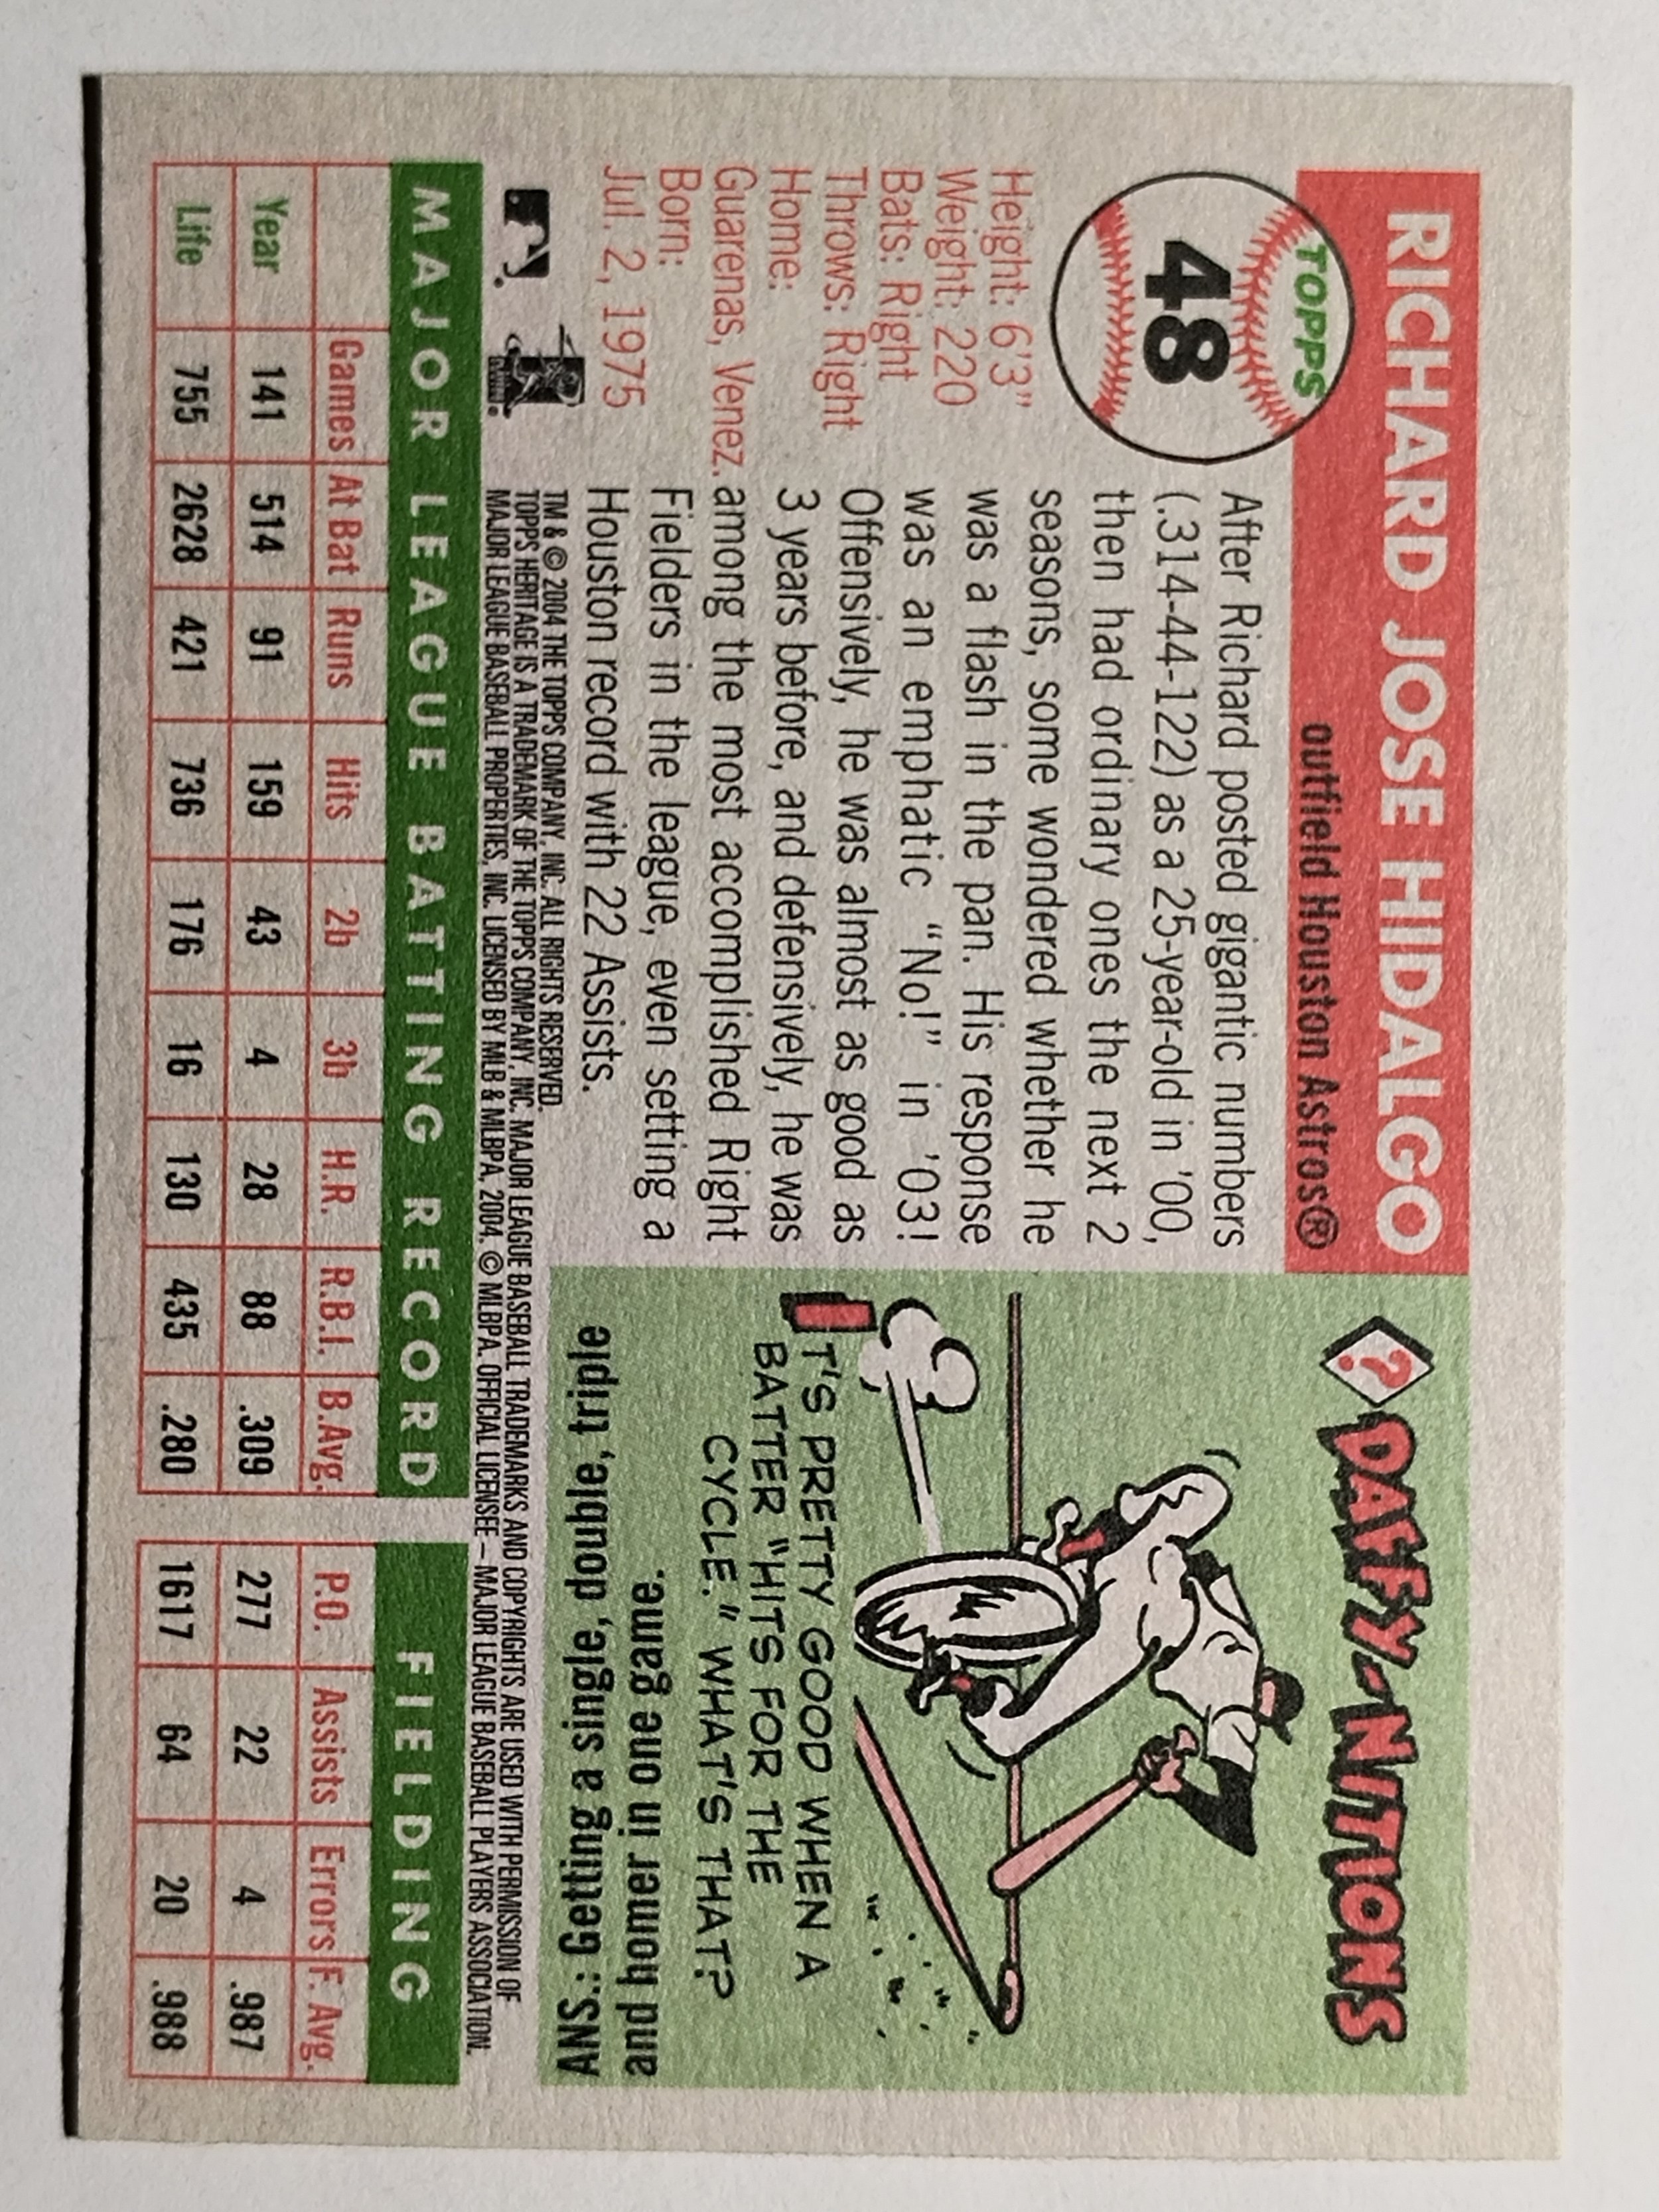 RICHARD JOSE HIDALGO
outfield Houston Astros®
TOPPS
48
Height: 6'3”
Weight: 220
Bats: Right
Throws: Right
Home:
Guarenas, Venez.
Born:
Jul. 2, 1975
After Richard posted gigantic numbers
(.314-44-122) as a 25-year-old in ’00,
then had ordinary ones the next 2
seasons, some wondered whether he
was a flash in the pan. His response
was an emphatic “No!” in ’03!
Offensively, he was almost as good as
3 years before, and defensively, he was
among the most accomplished Right
Fielders in the league, even setting a
Houston record with 22 Assists.
? DAFFY-NITIONS
IT'S PRETTY GOOD WHEN A
BATTER "HITS FOR THE
CYCLE." WHAT'S THAT?
ANS.: Getting a single, double, triple
and homer in one game.
TM & © 2004 THE TOPPS COMPANY, INC. ALL RIGHTS RESERVED.
TOPPS HERITAGE IS A TRADEMARK OF THE TOPPS COMPANY, INC. MAJOR LEAGUE BASEBALL TRADEMARKS AND COPYRIGHTS ARE USED WITH PERMISSION OF
MAJOR LEAGUE BASEBALL PROPERTIES, INC. LICENSED BY MLB & MLBPA, 2004. © MLBPA. OFFICIAL LICENSEE – MAJOR LEAGUE BASEBALL PLAYERS ASSOCIATION.
MAJOR LEAGUE BATTING RECORD FIELDING
Games At Bat Runs Hits 2b 3b H.R. R.B.I. B.Avg. P.O. Assists Errors F. Avg.
Year 141 514 91 159 43 4 28 88 .309 277 22 4 .987
Life 755 2628 421 736 176 16 130 435 .280 1617 64 20 .988